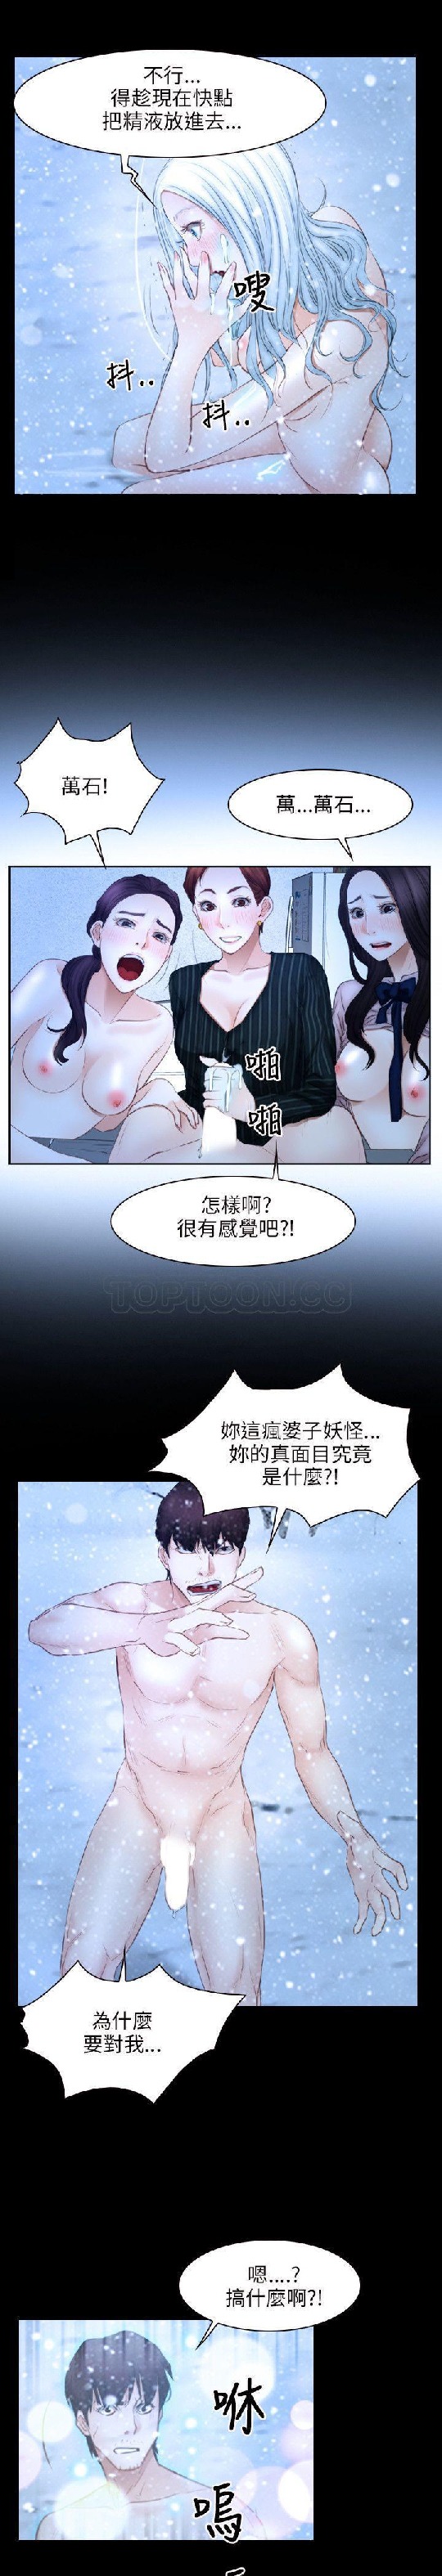 不行...
得趁現在快點
把精液放進去...
嗖
抖..
抖..
萬石!
萬...萬石...
啪
啪
怎樣啊?
很有感覺吧?!
TOPTOON.CC
妳這瘋婆子妖怪...
妳的真面目究竟
是什麼?!
為什麼
要對我...
嗯....?
搞什麼啊?!
咻
嗚